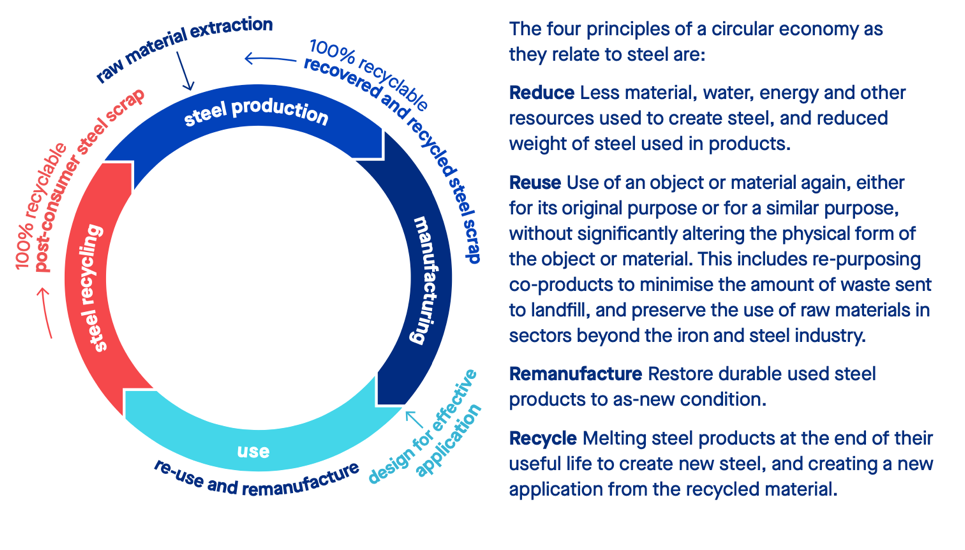 raw material extraction
100% recyclable
recovered and recycled steel scrap
steel production
manufacturing
design for effective
application
use
re-use and remanufacture
steel recycling
100% recyclable
post-consumer steel scrap
The four principles of a circular economy as
they relate to steel are:
Reduce Less material, water, energy and other
resources used to create steel, and reduced
weight of steel used in products.
Reuse Use of an object or material again, either
for its original purpose or for a similar purpose,
without significantly altering the physical form of
the object or material. This includes re-purposing
co-products to minimise the amount of waste sent
to landfill, and preserve the use of raw materials in
sectors beyond the iron and steel industry.
Remanufacture Restore durable used steel
products to as-new condition.
Recycle Melting steel products at the end of their
useful life to create new steel, and creating a new
application from the recycled material.